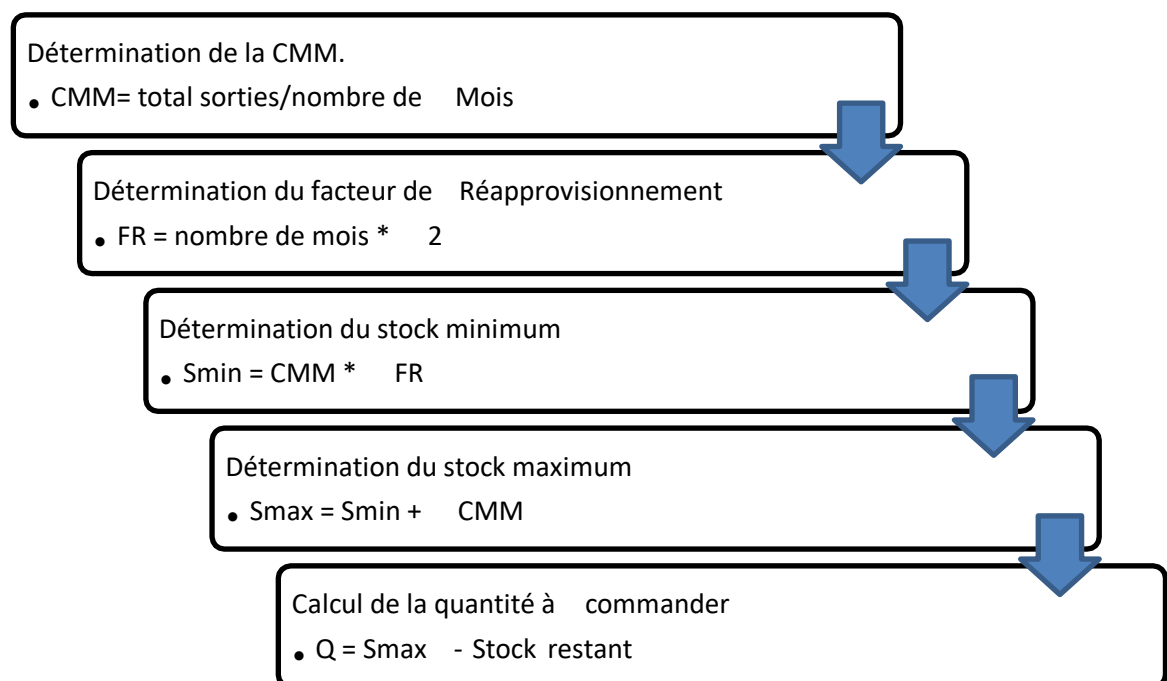 Détermination de la CMM.
• CMM= total sorties/nombre de Mois
Détermination du facteur de Réapprovisionnement
• FR = nombre de mois * 2
Détermination du stock minimum
• Smin = CMM * FR
Détermination du stock maximum
• Smax = Smin + CMM
Calcul de la quantité à commander
• Q = Smax - Stock restant